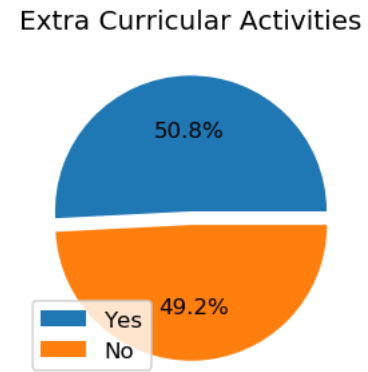 Extra Curricular Activities
50.8%
49.2%
Yes
No